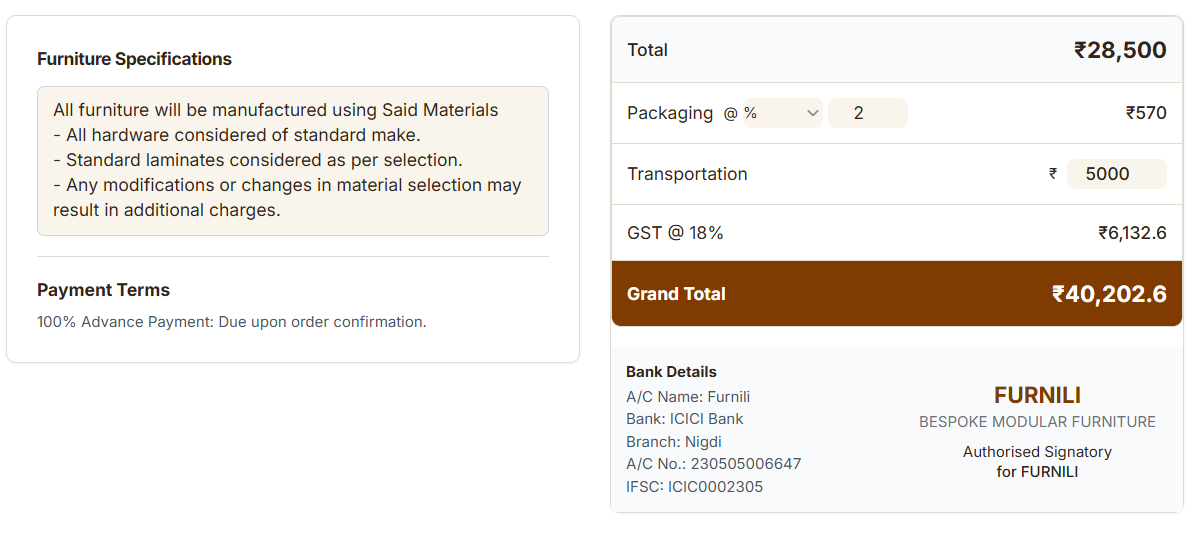 Furniture Specifications
All furniture will be manufactured using Said Materials
- All hardware considered of standard make.
- Standard laminates considered as per selection.
- Any modifications or changes in material selection may
result in additional charges.
Payment Terms
100% Advance Payment: Due upon order confirmation.
Total ₹28,500
Packaging @ % 2 ₹570
Transportation ₹ 5000
GST @ 18% ₹6,132.6
Grand Total ₹40,202.6
Bank Details
A/C Name: Furnili
Bank: ICICI Bank
Branch: Nigdi
A/C No.: 230505006647
IFSC: ICIC0002305
FURNILI
BESPOKE MODULAR FURNITURE
Authorised Signatory
for FURNILI